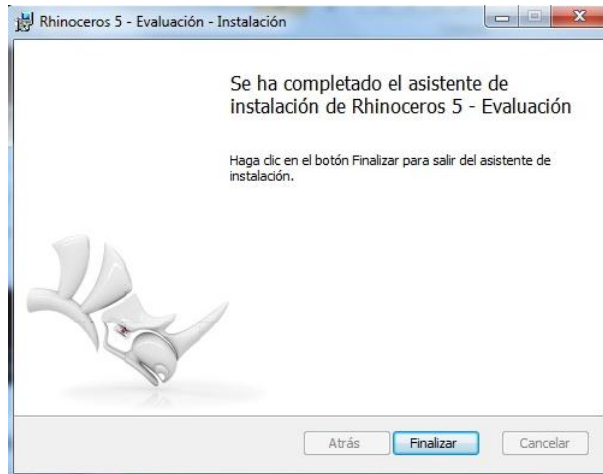 Rhinoceros 5 - Evaluación - Instalación
Se ha completado el asistente de
instalación de Rhinoceros 5 - Evaluación
Haga clic en el botón Finalizar para salir del asistente de
instalación.
Atrás Finalizar Cancelar